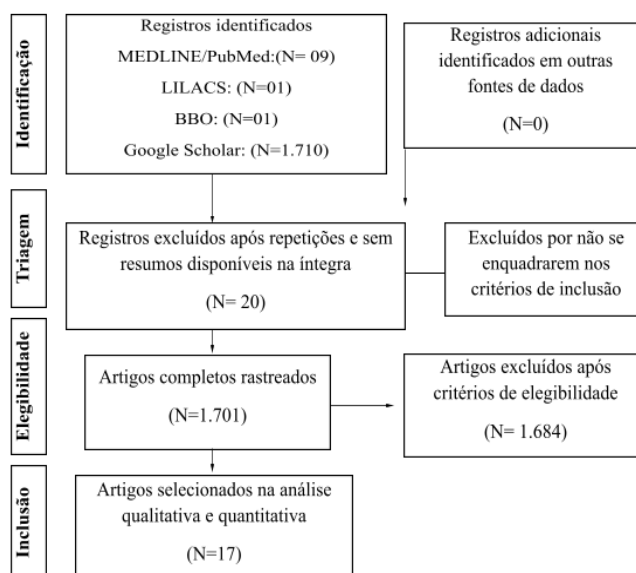 Identificação
Registros identificados
MEDLINE/PubMed:(N= 09)
LILACS: (N=01)
BBO: (N=01)
Google Scholar: (N=1.710)
Registros adicionais
identificados em outras
fontes de dados
(N=0)
Triagem
Registros excluídos após repetições e sem
resumos disponíveis na íntegra
(N= 20)
Excluídos por não se
enquadrarem nos
critérios de inclusão
Elegibilidade
Artigos completos rastreados
(N=1.701)
Artigos excluídos após
critérios de elegibilidade
(N= 1.684)
Inclusão
Artigos selecionados na análise
qualitativa e quantitativa
(N=17)